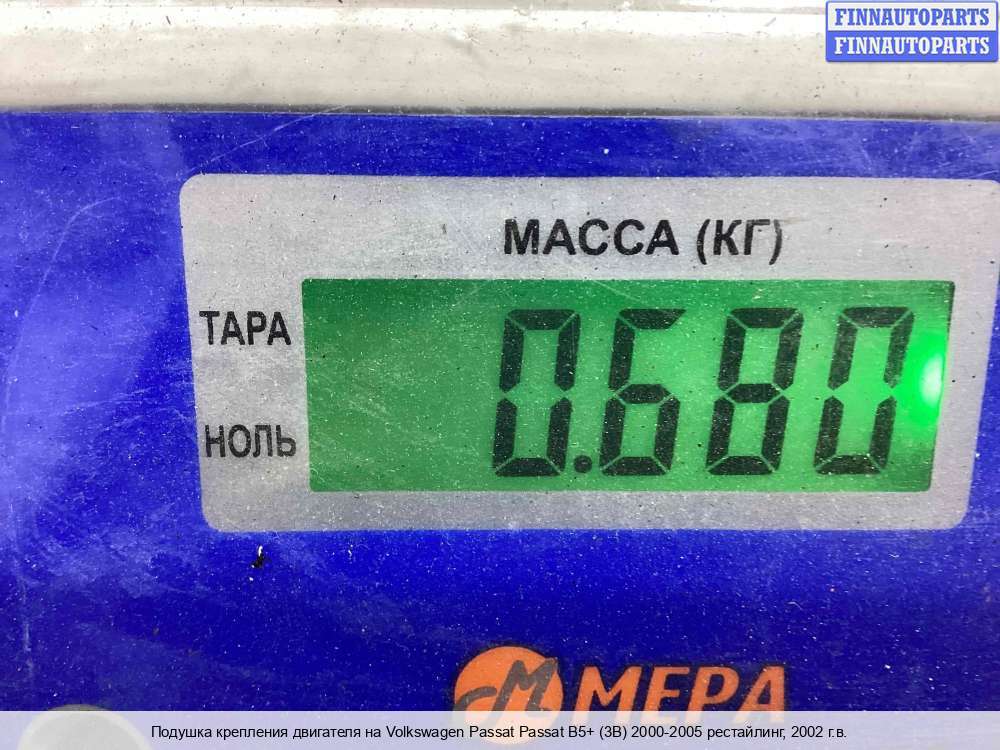 FINNAUTOPARTS
FINNAUTOPARTS
МАССА (КГ)
ТАРА
0.680
НОЛЬ
МЕРА
Подушка крепления двигателя на Volkswagen Passat Passat B5+ (3B) 2000-2005 рестайлинг, 2002 г.в.